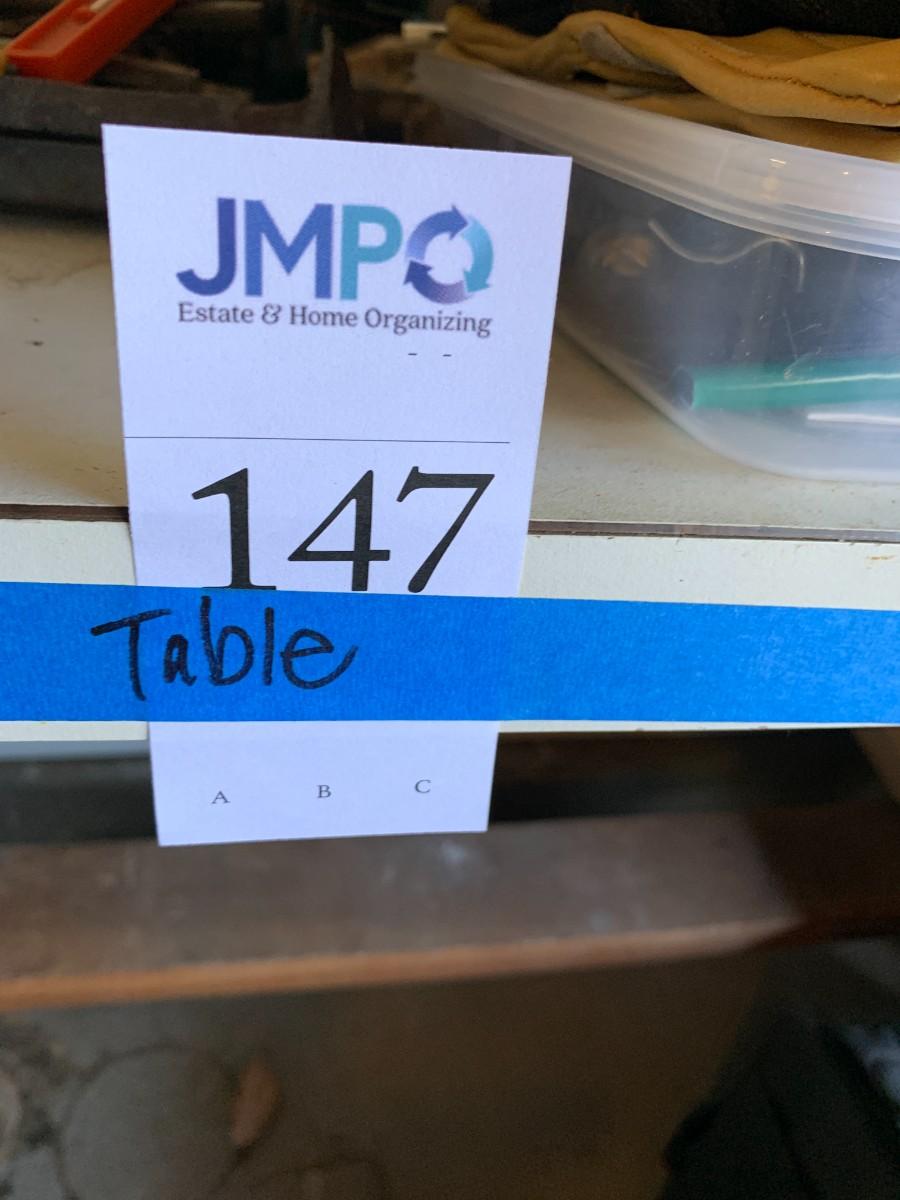 JMPO
Estate & Home Organizing
- -
147
Table
A B C